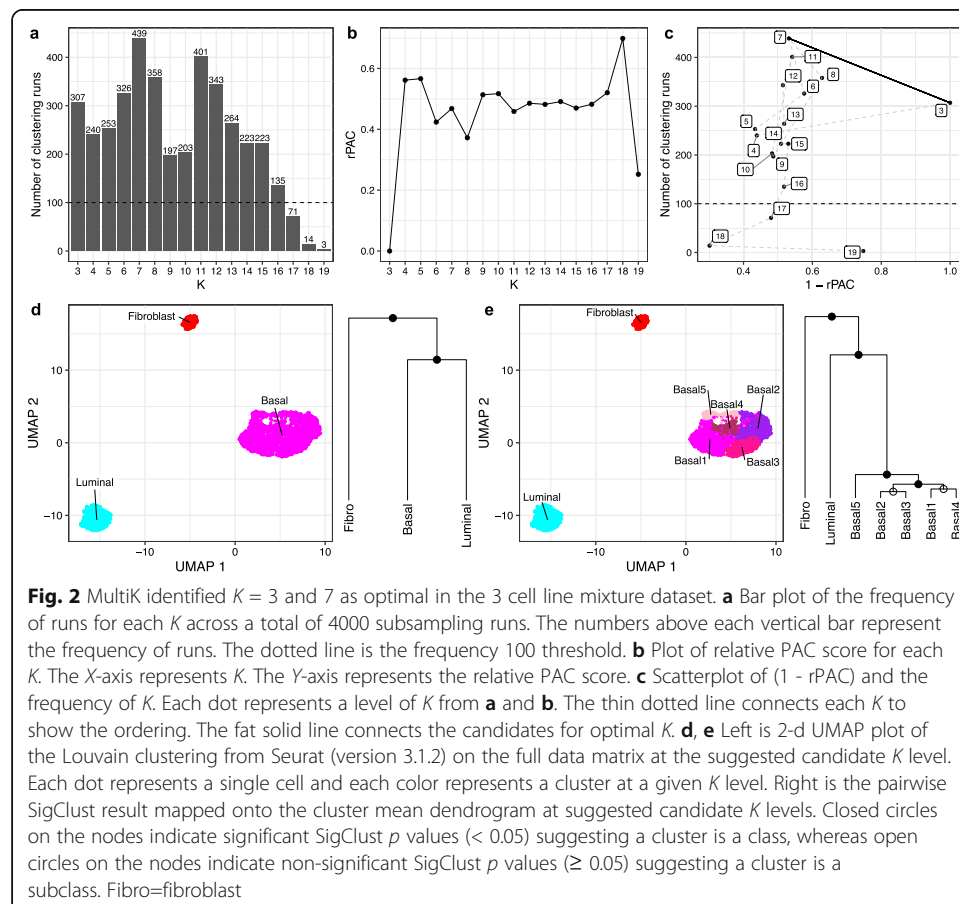 a
Number of clustering runs
400
300
200
100
0
307
240
253
326
439
358
197
203
401
343
264
223
223
135
71
14
3
3 4 5 6 7 8 9 10 11 12 13 14 15 16 17 18 19
K
b
rPAC
0.6
0.4
0.2
0.0
3 4 5 6 7 8 9 10 11 12 13 14 15 16 17 18 19
K
c
Number of clustering runs
400
300
200
100
0
7
11
12
8
6
3
5
13
14
15
4
10
9
16
17
18
19
0.4 0.6 0.8 1.0
1 – rPAC
d
UMAP 2
10
0
−10
Fibroblast
Basal
Luminal
−10 0 10
UMAP 1
Fibro
Basal
Luminal
e
UMAP 2
10
0
−10
Fibroblast
Basal5
Basal4
Basal2
Basal1
Basal3
Luminal
−10 0 10
UMAP 1
Fibro
Luminal
Basal5
Basal2
Basal3
Basal1
Basal4
Fig. 2 MultiK identified K = 3 and 7 as optimal in the 3 cell line mixture dataset. a Bar plot of the frequency
of runs for each K across a total of 4000 subsampling runs. The numbers above each vertical bar represent
the frequency of runs. The dotted line is the frequency 100 threshold. b Plot of relative PAC score for each
K. The X-axis represents K. The Y-axis represents the relative PAC score. c Scatterplot of (1 - rPAC) and the
frequency of K. Each dot represents a level of K from a and b. The thin dotted line connects each K to
show the ordering. The fat solid line connects the candidates for optimal K. d, e Left is 2-d UMAP plot of
the Louvain clustering from Seurat (version 3.1.2) on the full data matrix at the suggested candidate K level.
Each dot represents a single cell and each color represents a cluster at a given K level. Right is the pairwise
SigClust result mapped onto the cluster mean dendrogram at suggested candidate K levels. Closed circles
on the nodes indicate significant SigClust p values (< 0.05) suggesting a cluster is a class, whereas open
circles on the nodes indicate non-significant SigClust p values (≥ 0.05) suggesting a cluster is a
subclass. Fibro=fibroblast